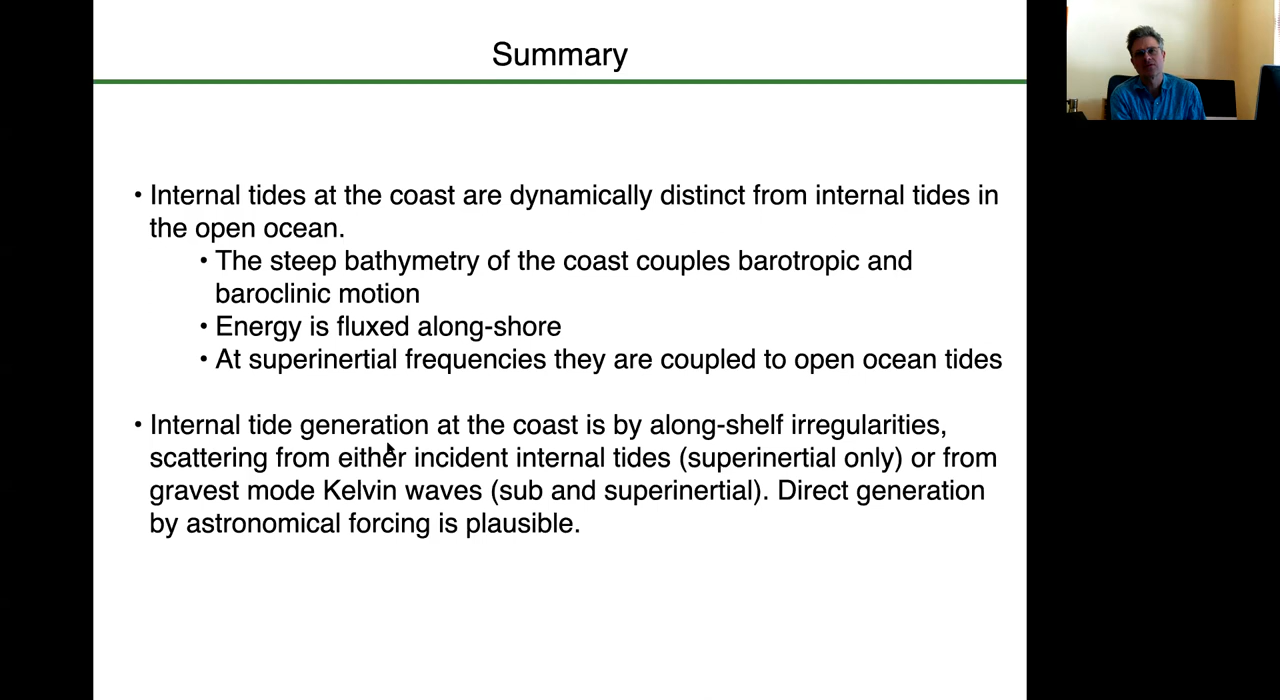 Summary
• Internal tides at the coast are dynamically distinct from internal tides in
the open ocean.
• The steep bathymetry of the coast couples barotropic and
baroclinic motion
• Energy is fluxed along-shore
• At superinertial frequencies they are coupled to open ocean tides
• Internal tide generation at the coast is by along-shelf irregularities,
scattering from either incident internal tides (superinertial only) or from
gravest mode Kelvin waves (sub and superinertial). Direct generation
by astronomical forcing is plausible.